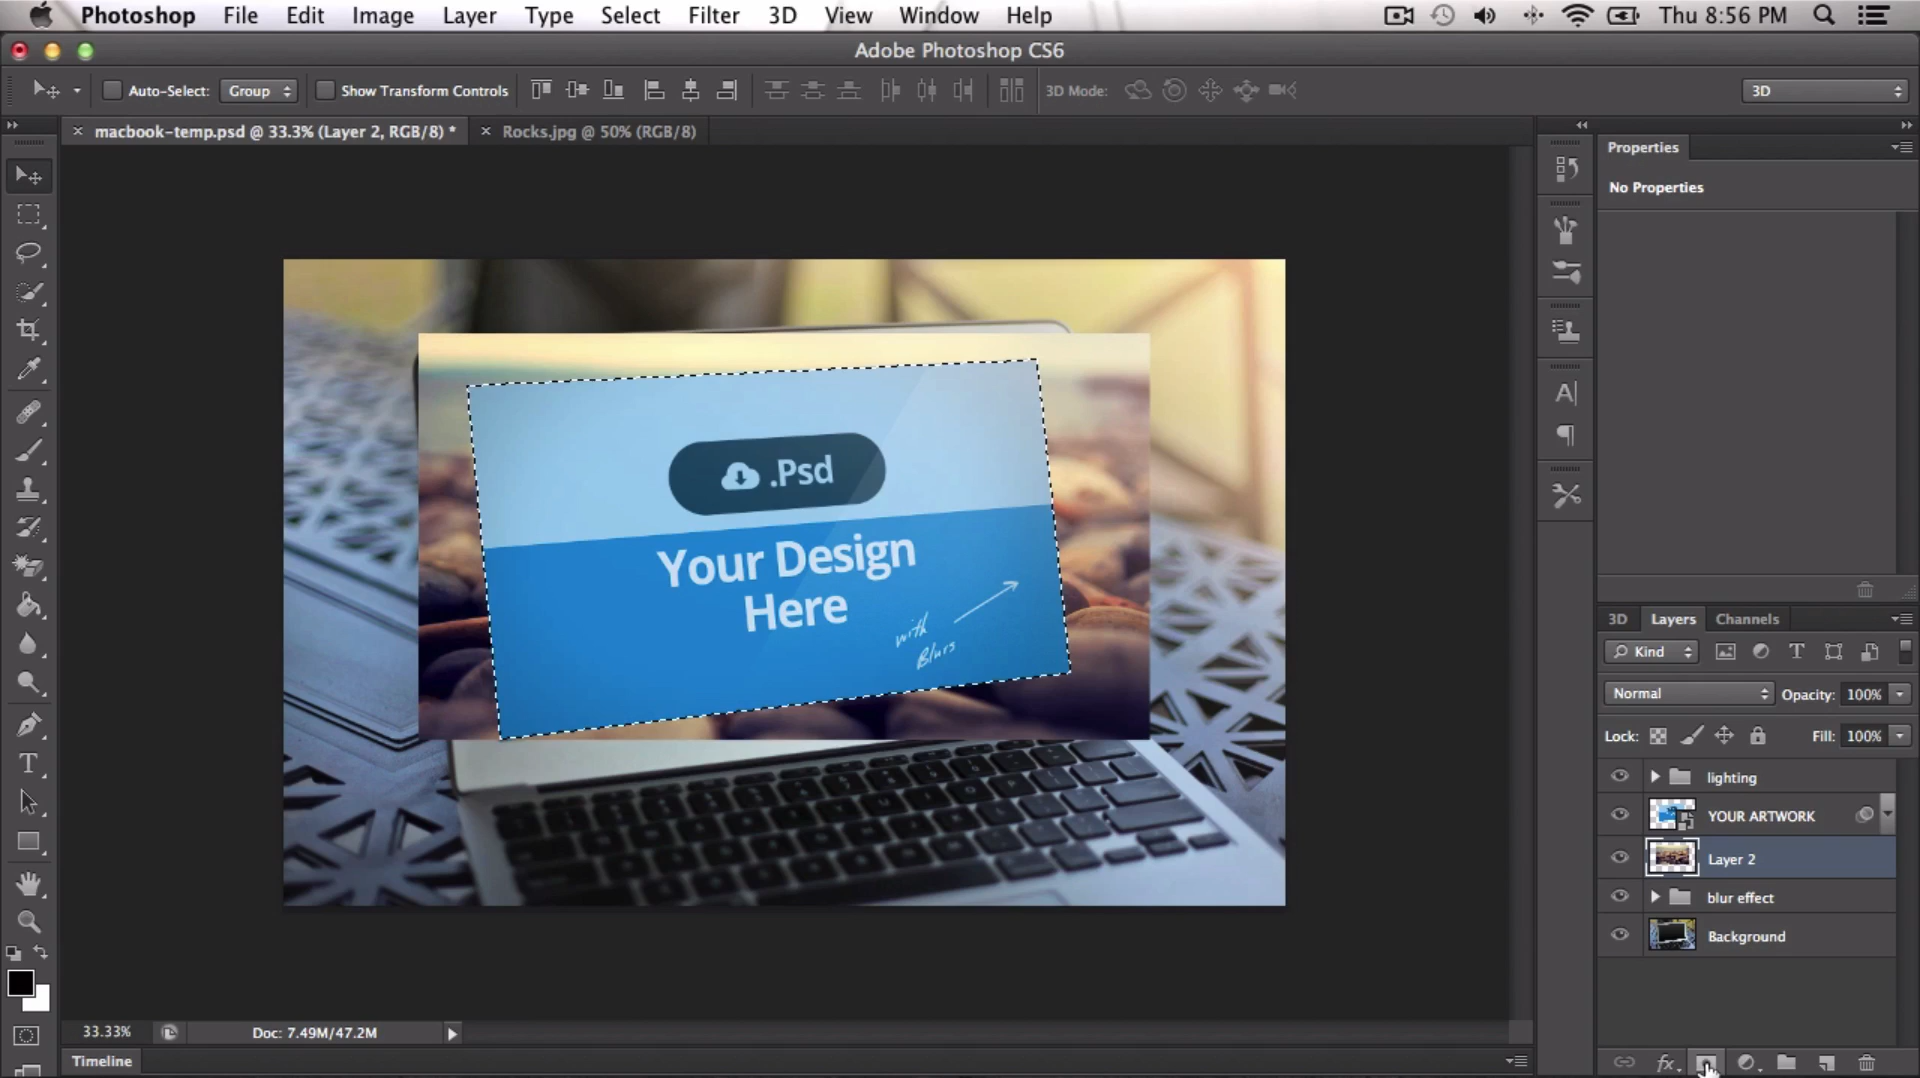 Photoshop File Edit Image Layer Type Select Filter 3D View Window Help Thu 8:56 PM
Adobe Photoshop CS6
Auto-Select: Group Show Transform Controls 3D Mode: 3D
macbook-temp.psd @ 33.3% (Layer 2, RGB/8) * Rocks.jpg @ 50% (RGB/8)
Properties
No Properties
.Psd
Your Design
Here
with
Blurs
3D Layers Channels
Kind
Normal Opacity: 100%
Lock: Fill: 100%
lighting
YOUR ARTWORK
Layer 2
blur effect
Background
33.33% Doc: 7.49M/47.2M
Timeline